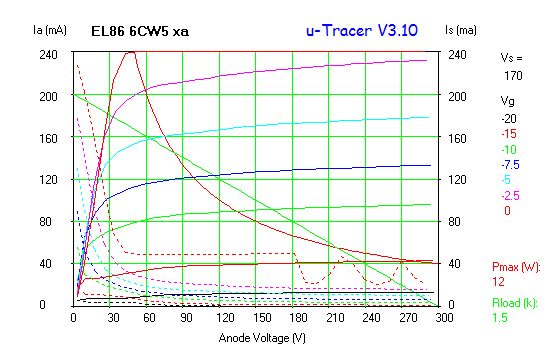 Ia (mA) EL86 6CW5 xa u-Tracer V3.10 Is (ma)
240 240 Vs =
170
200 200 Vg
-20
160 160 -15
-10
-7.5
120 120 -5
-2.5
80 80 0
40 40 Pmax (W):
12
0 0 Rload (k):
1.5
0 30 60 90 120 150 180 210 240 270 300
Anode Voltage (V)